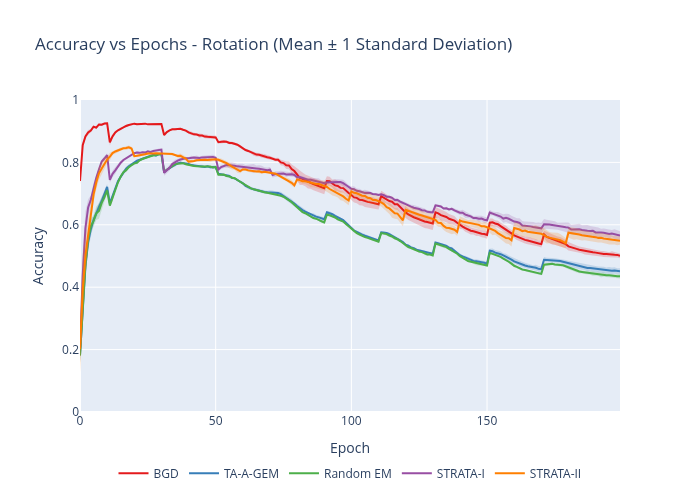 Accuracy vs Epochs - Rotation (Mean ± 1 Standard Deviation)
1
0.8
0.6
0.4
0.2
0
Accuracy
0 50 100 150
Epoch
BGD TA-A-GEM Random EM STRATA-I STRATA-II